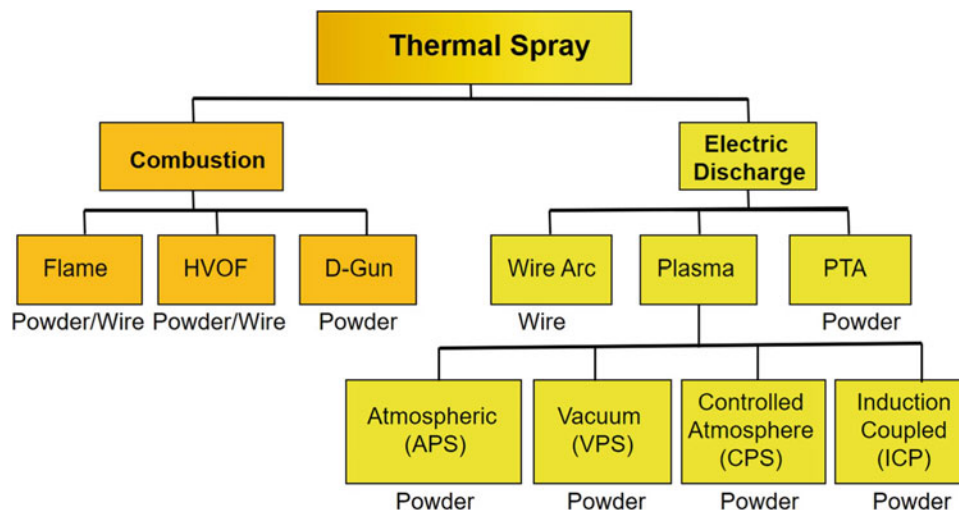 Thermal Spray
Combustion
Electric
Discharge
Flame
HVOF
D-Gun
Wire Arc
Plasma
PTA
Powder/Wire
Powder/Wire
Powder
Wire
Powder
Atmospheric
(APS)
Vacuum
(VPS)
Controlled
Atmosphere
(CPS)
Induction
Coupled
(ICP)
Powder
Powder
Powder
Powder